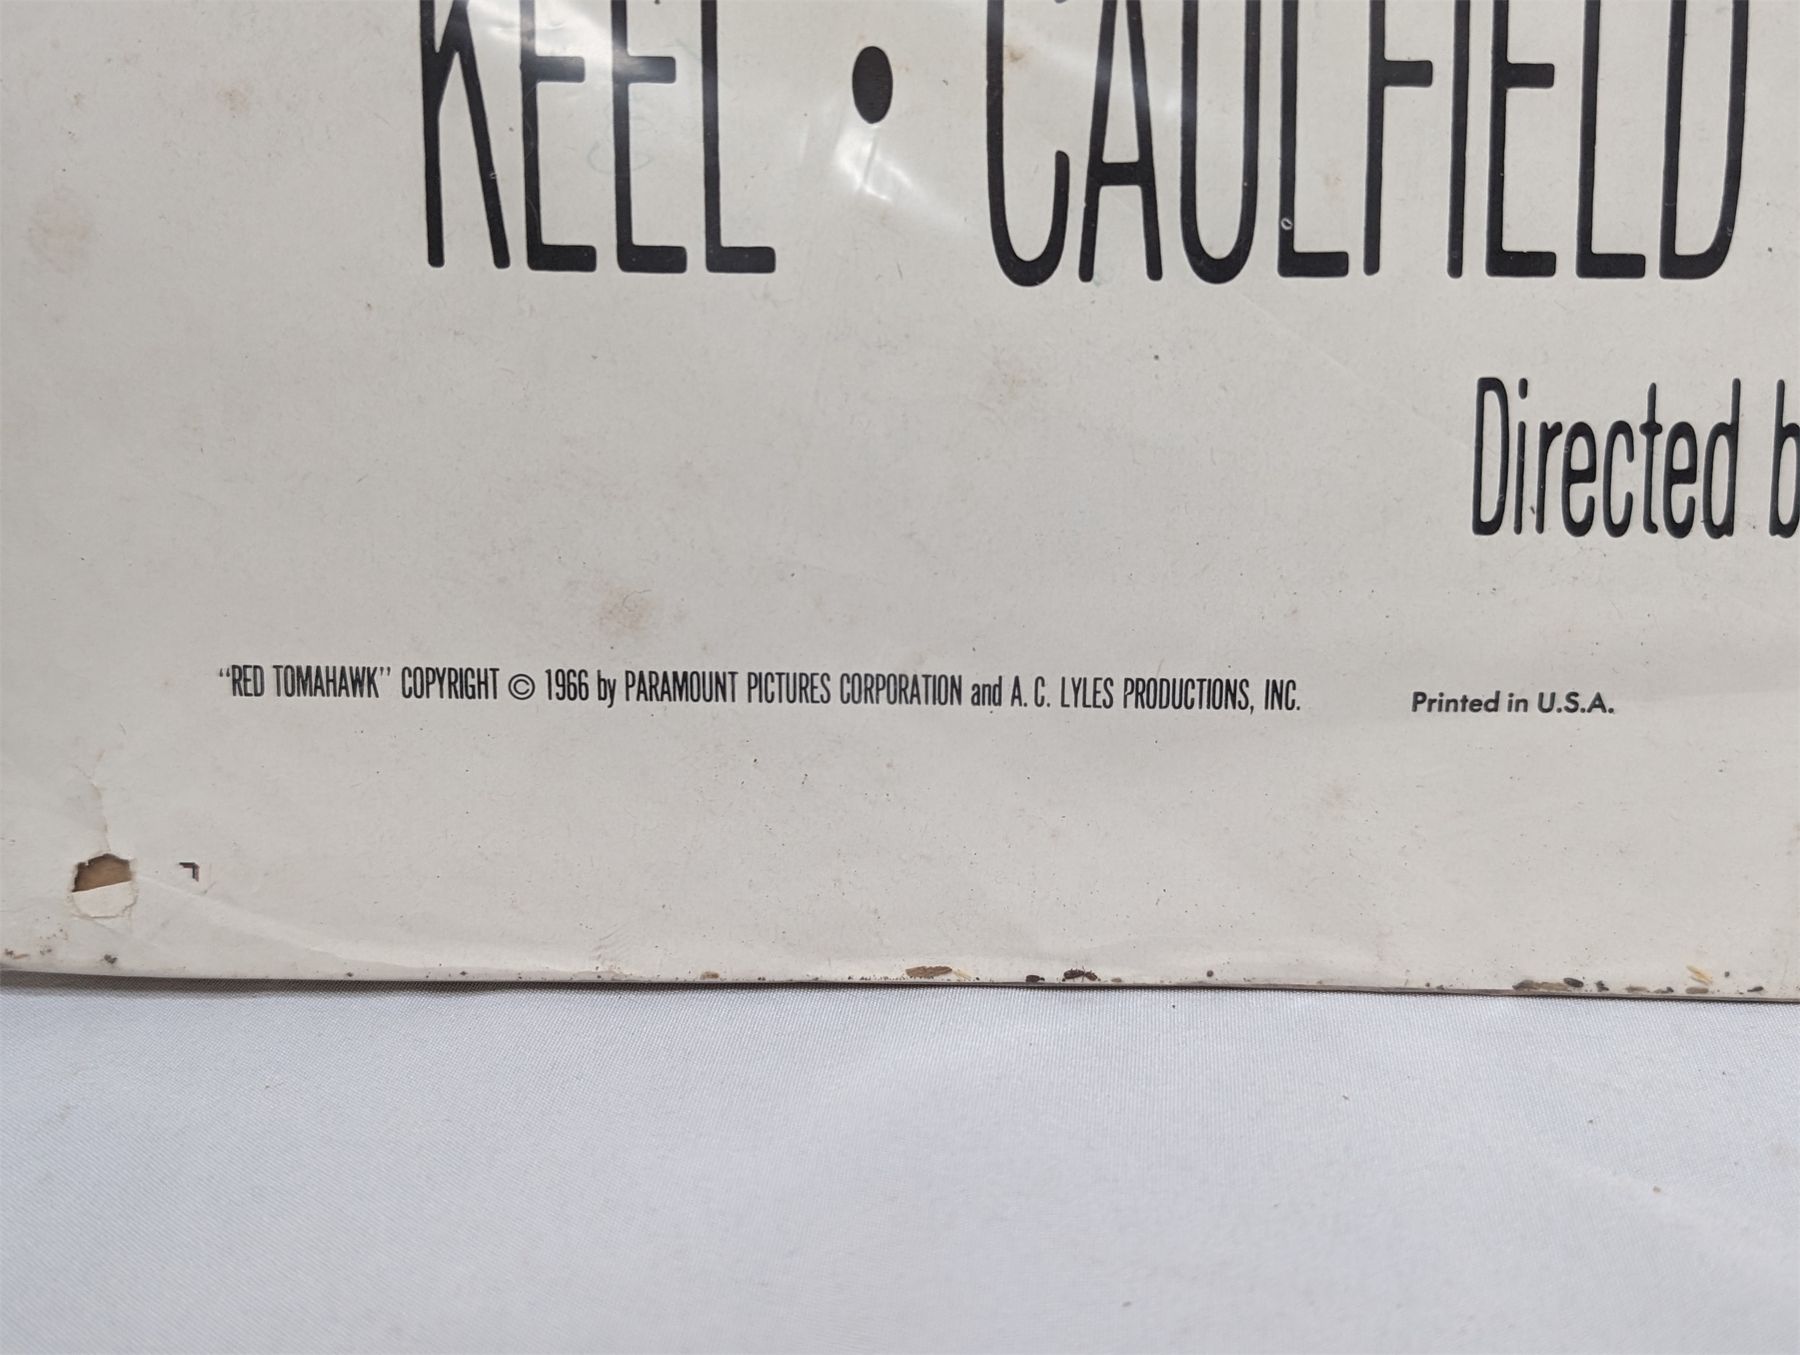 KEEL • CAULFIELD
Directed b
"RED TOMAHAWK" COPYRIGHT © 1966 by PARAMOUNT PICTURES CORPORATION and A. C. LYLES PRODUCTIONS, INC. Printed in U.S.A.